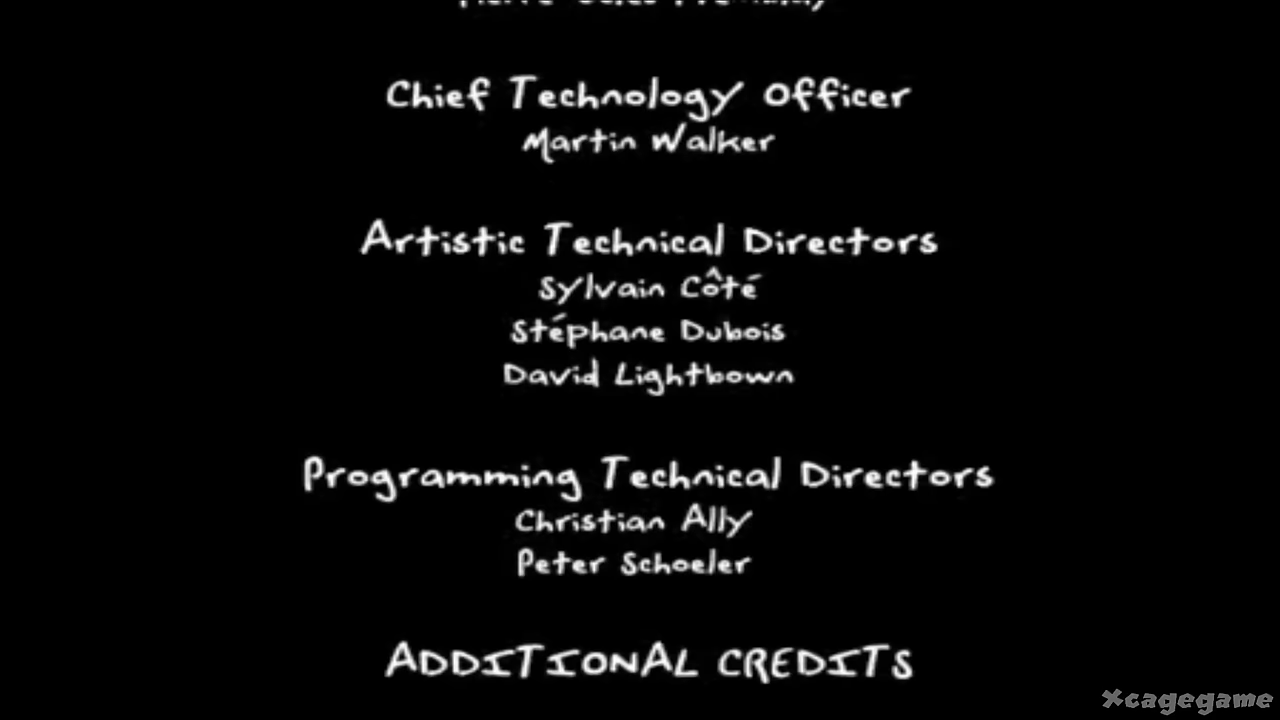 Chief Technology Officer
Martin Walker
Artistic Technical Directors
Sylvain Côté
Stéphane Dubois
David Lightbown
Programming Technical Directors
Christian Ally
Peter Schoeler
ADDITIONAL CREDITS
Xcagegame